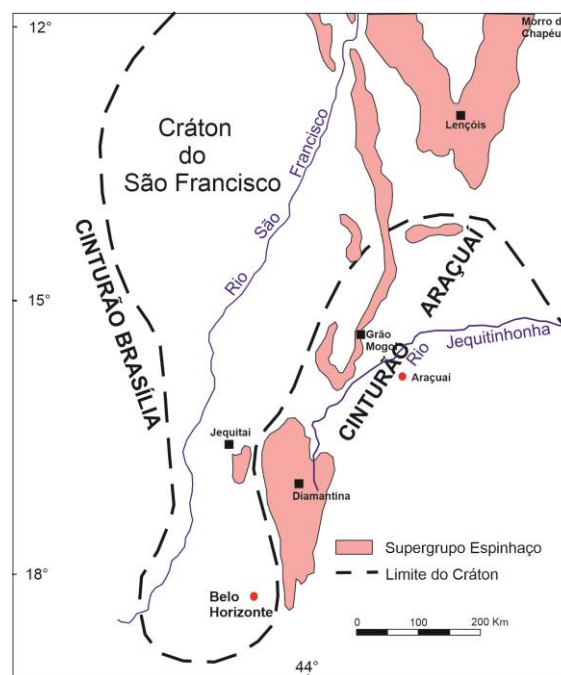 12°
Morro do
Chapéu
Lençóis
Cráton
do
São Francisco
Rio São Francisco
CINTURÃO BRASÍLIA
15°
CINTURÃO ARAÇUAÍ
Grão
Mogol
Rio Jequitinhonha
Araçuaí
Jequitaí
Diamantina
18°
Belo
Horizonte
Supergrupo Espinhaço
Limite do Cráton
0 100 200 Km
44°